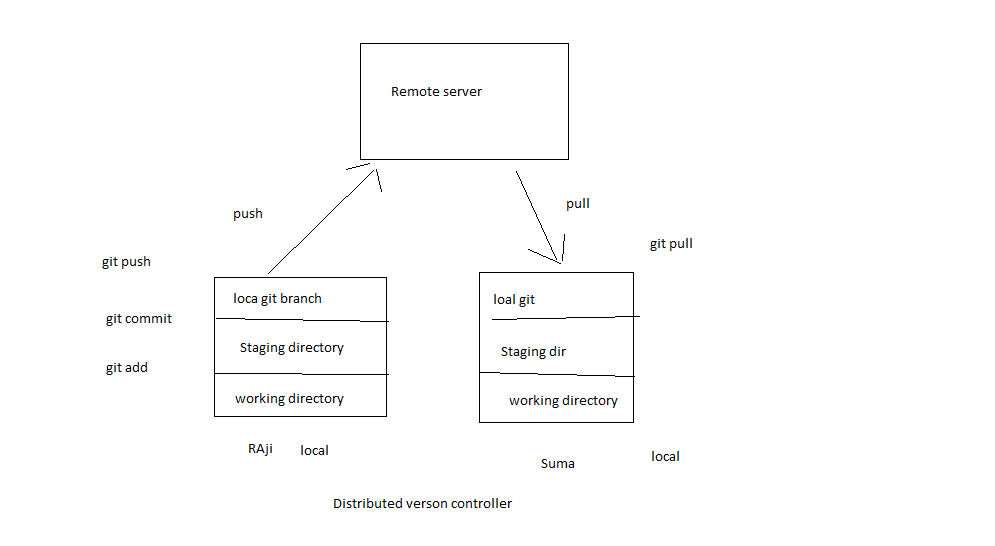 Remote server
push
pull
git push
git pull
loca git branch
loal git
git commit
Staging directory
Staging dir
git add
working directory
working directory
RAji local
Suma
local
Distributed verson controller